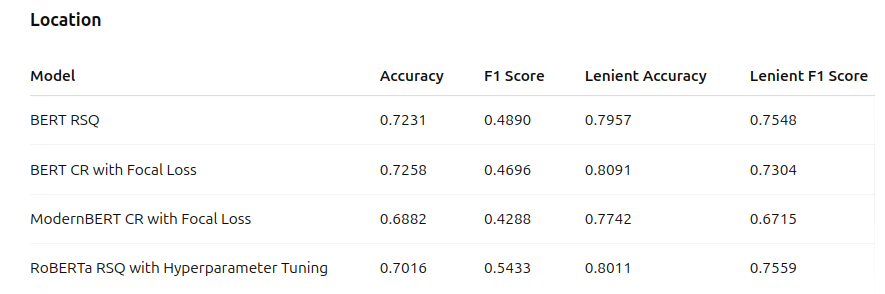 Location
Model Accuracy F1 Score Lenient Accuracy Lenient F1 Score
BERT RSQ 0.7231 0.4890 0.7957 0.7548
BERT CR with Focal Loss 0.7258 0.4696 0.8091 0.7304
ModernBERT CR with Focal Loss 0.6882 0.4288 0.7742 0.6715
RoBERTa RSQ with Hyperparameter Tuning 0.7016 0.5433 0.8011 0.7559